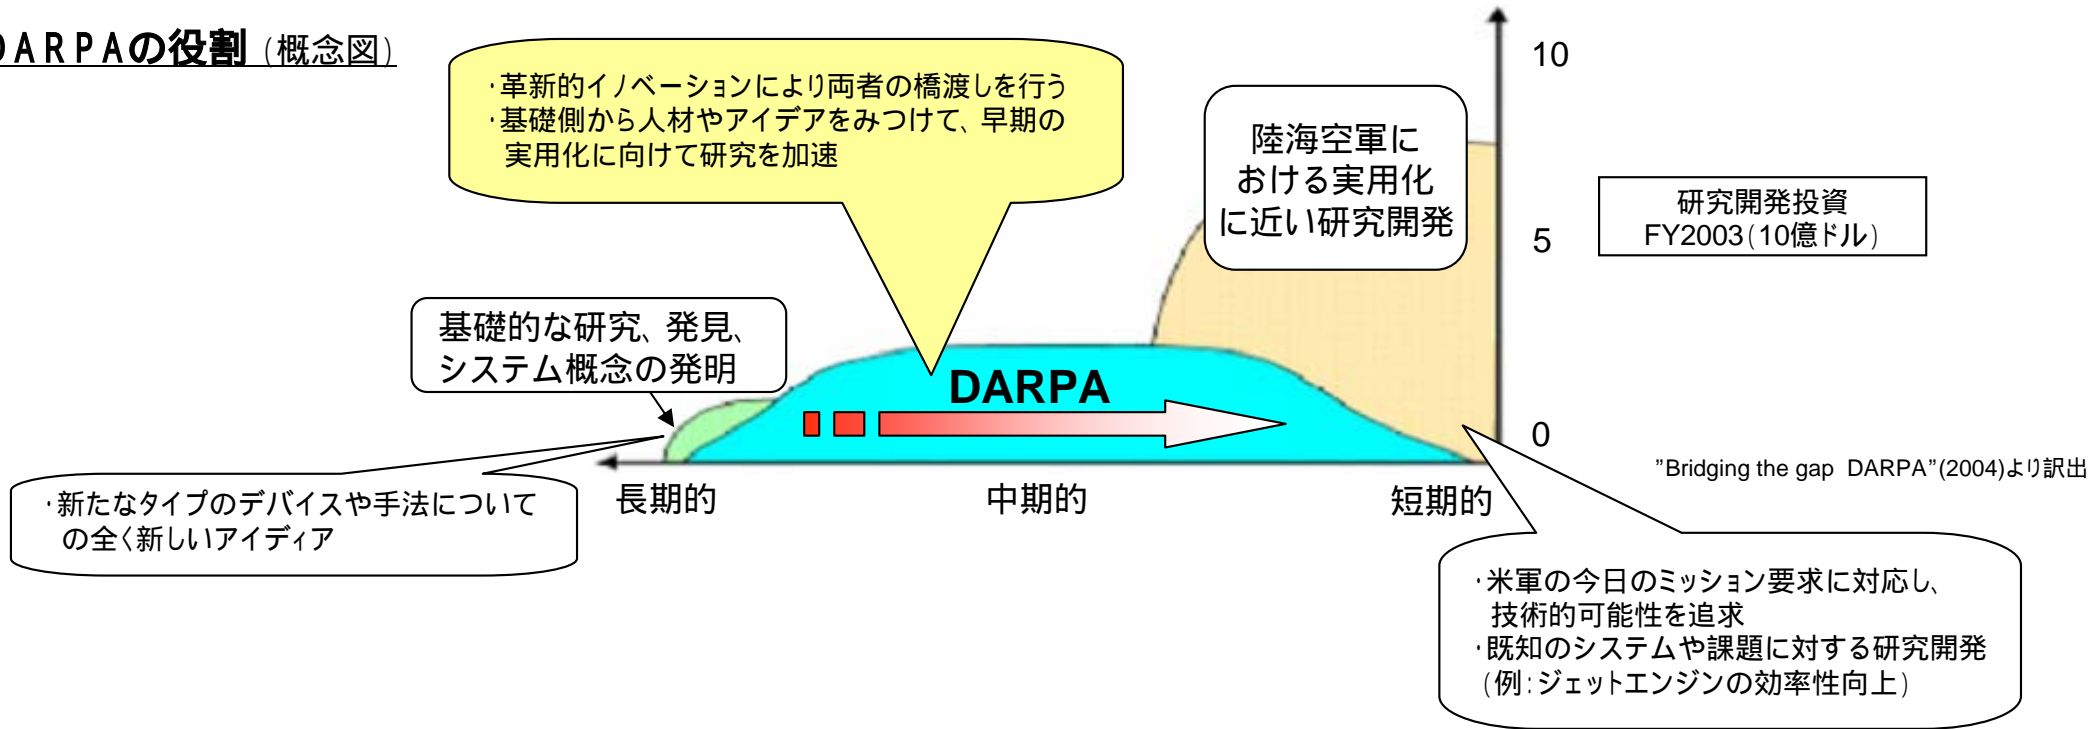 DARPAの役割（概念図）
・革新的イノベーションにより両者の橋渡しを行う
・基礎側から人材やアイデアをみつけて、早期の
実用化に向けて研究を加速
10
陸海空軍に
おける実用化
に近い研究開発
研究開発投資
FY2003（10億ドル）
5
基礎的な研究、発見、
システム概念の発明
DARPA
0
”Bridging the gap DARPA”(2004)より訳出
長期的
中期的
短期的
・新たなタイプのデバイスや手法について
の全く新しいアイディア
・米軍の今日のミッション要求に対応し、
技術的可能性を追求
・既知のシステムや課題に対する研究開発
（例：ジェットエンジンの効率性向上）